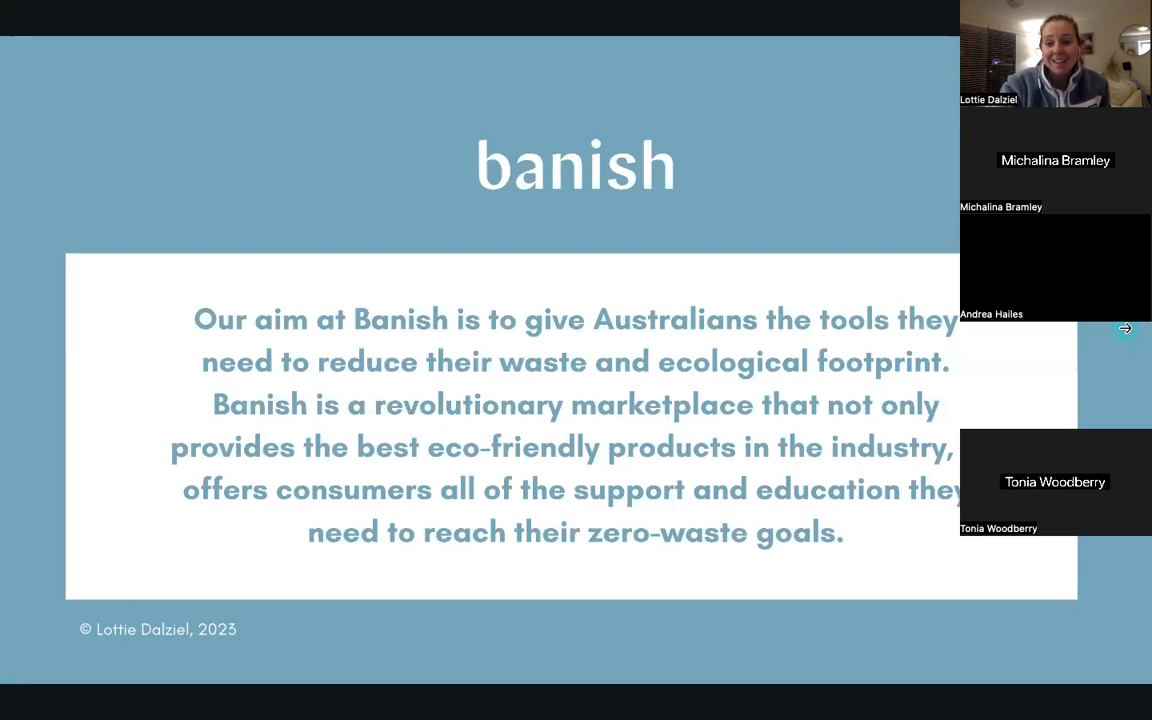 banish
Our aim at Banish is to give Australians the tools they
need to reduce their waste and ecological footprint.
Banish is a revolutionary marketplace that not only
provides the best eco-friendly products in the industry,
offers consumers all of the support and education they
need to reach their zero-waste goals.
© Lottie Dalziel, 2023
Lottie Dalziel
Michalina Bramley
Michalina Bramley
Andrea Hailes
Tonia Woodberry
Tonia Woodberry